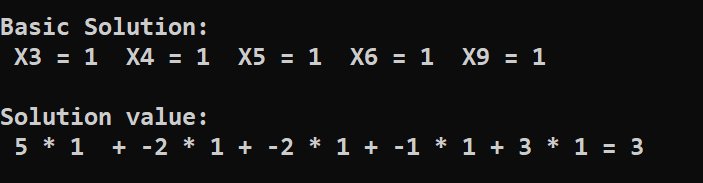 Basic Solution:
X3 = 1  X4 = 1  X5 = 1  X6 = 1  X9 = 1
Solution value:
5 * 1  + -2 * 1 + -2 * 1 + -1 * 1 + 3 * 1 = 3